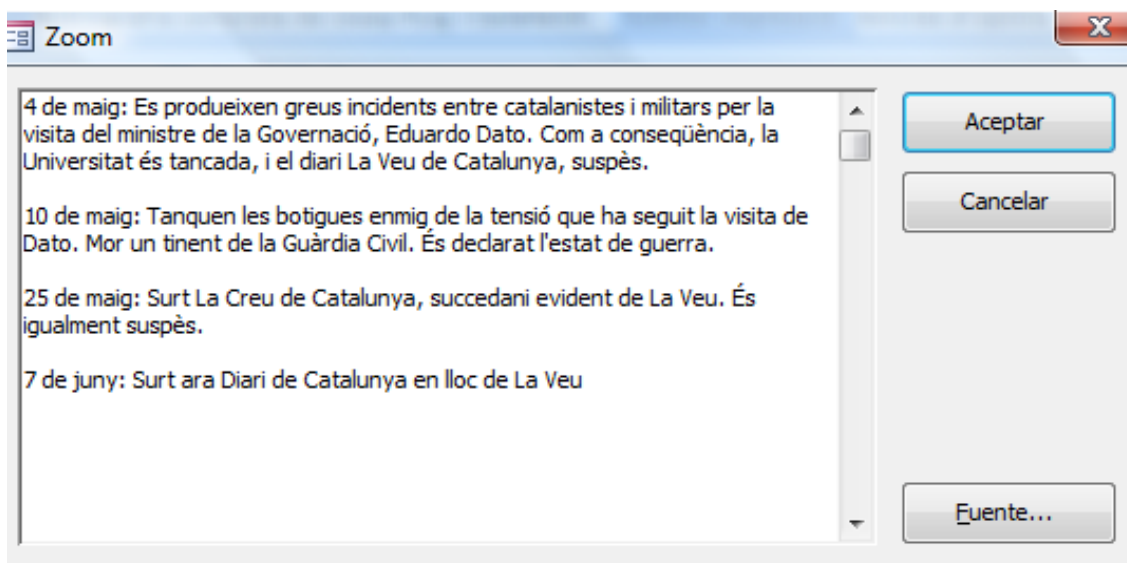 Zoom
4 de maig: Es produeixen greus incidents entre catalanistes i militars per la
visita del ministre de la Governació, Eduardo Dato. Com a conseqüència, la
Universitat és tancada, i el diari La Veu de Catalunya, suspès.
10 de maig: Tanquen les botigues enmig de la tensió que ha seguit la visita de
Dato. Mor un tinent de la Guàrdia Civil. És declarat l'estat de guerra.
25 de maig: Surt La Creu de Catalunya, succedani evident de La Veu. És
igualment suspès.
7 de juny: Surt ara Diari de Catalunya en lloc de La Veu
Aceptar
Cancelar
Fuente...